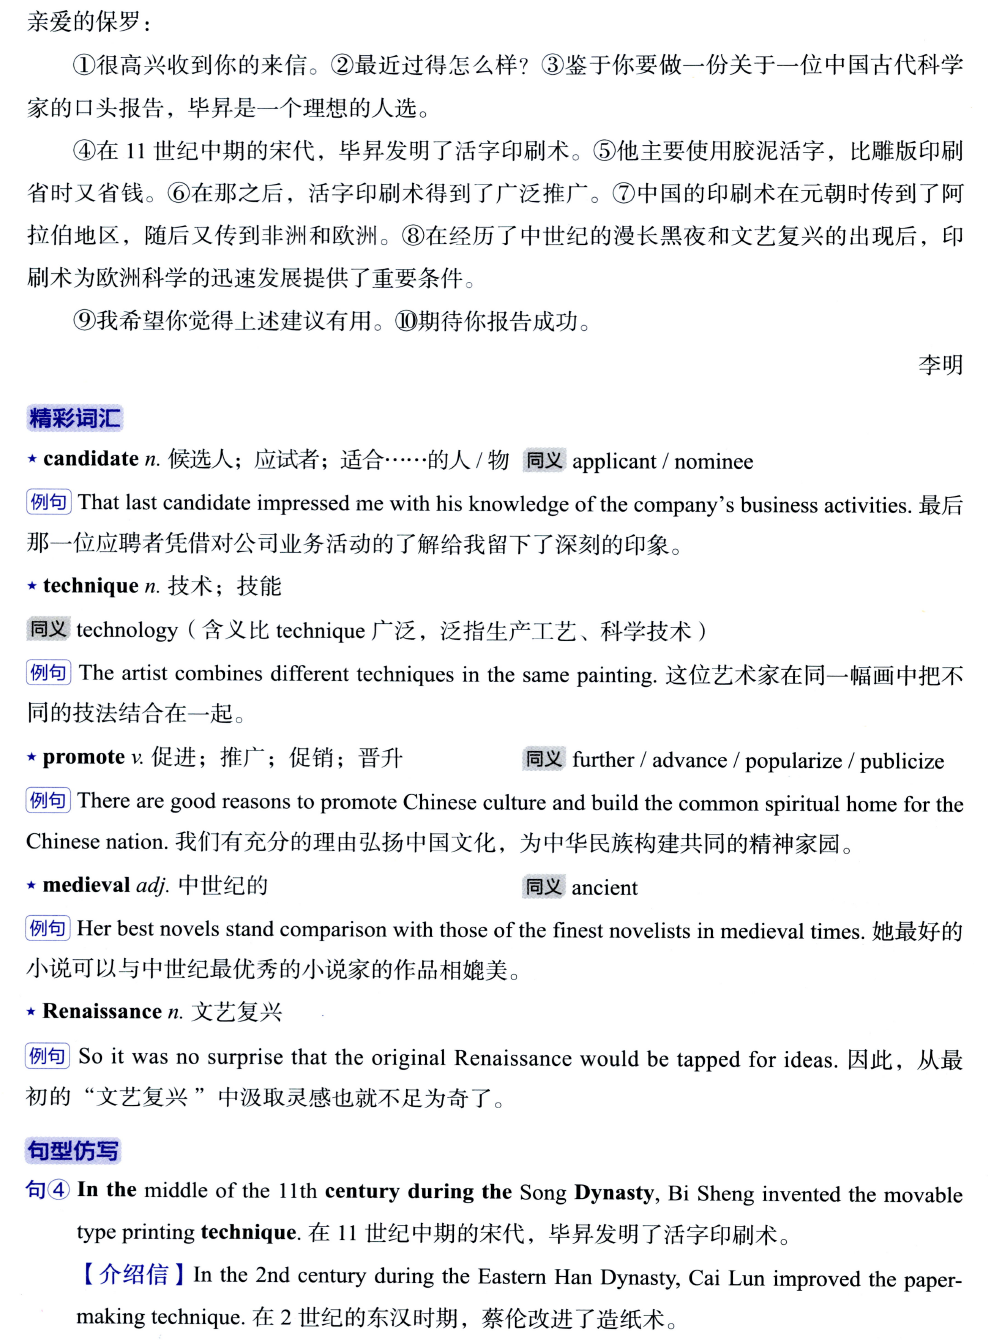 亲爱的保罗：
①很高兴收到你的来信。②最近过得怎么样？③鉴于你要做一份关于一位中国古代科学
家的口头报告，毕昇是一个理想的人选。
④在 11 世纪中期的宋代，毕昇发明了活字印刷术。⑤他主要使用胶泥活字，比雕版印刷
省时又省钱。⑥在那之后，活字印刷术得到了广泛推广。⑦中国的印刷术在元朝时传到了阿
拉伯地区，随后又传到非洲和欧洲。⑧在经历了中世纪的漫长黑夜和文艺复兴的出现后，印
刷术为欧洲科学的迅速发展提供了重要条件。
⑨我希望你觉得上述建议有用。⑩期待你报告成功。
李明
精彩词汇
★ candidate n. 候选人；应试者；适合……的人 / 物 同义 applicant / nominee
例句 That last candidate impressed me with his knowledge of the company's business activities. 最后
那一位应聘者凭借对公司业务活动的了解给我留下了深刻的印象。
★ technique n. 技术；技能
同义 technology（含义比 technique 广泛，泛指生产工艺、科学技术）
例句 The artist combines different techniques in the same painting. 这位艺术家在同一幅画中把不
同的技法结合在一起。
★ promote v. 促进；推广；促销；晋升 同义 further / advance / popularize / publicize
例句 There are good reasons to promote Chinese culture and build the common spiritual home for the
Chinese nation. 我们有充分的理由弘扬中国文化，为中华民族构建共同的精神家园。
★ medieval adj. 中世纪的 同义 ancient
例句 Her best novels stand comparison with those of the finest novelists in medieval times. 她最好的
小说可以与中世纪最优秀的小说家的作品相媲美。
★ Renaissance n. 文艺复兴
例句 So it was no surprise that the original Renaissance would be tapped for ideas. 因此，从最
初的“文艺复兴”中汲取灵感也就不足为奇了。
句型仿写
句④ In the middle of the 11th century during the Song Dynasty, Bi Sheng invented the movable
type printing technique. 在 11 世纪中期的宋代，毕昇发明了活字印刷术。
【介绍信】In the 2nd century during the Eastern Han Dynasty, Cai Lun improved the paper-
making technique. 在 2 世纪的东汉时期，蔡伦改进了造纸术。